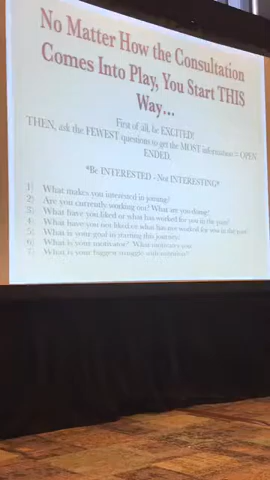 No Matter How the Consultation
Comes Into Play, You Start THIS
Way...
First of all, be EXCITED!
THEN, ask the FEWEST questions to get the MOST information = OPEN
ENDED.
*Be INTERESTED - Not INTERESTING*
1) What makes you interested in joining?
2) Are you currently working out? What are you doing?
3) What have you liked or what has worked for you in the past?
4) What have you not liked or what has not worked for you in the past?
5) What is your goal in starting this journey?
6) What is your motivator? What motivates you
7) What is your biggest struggle with